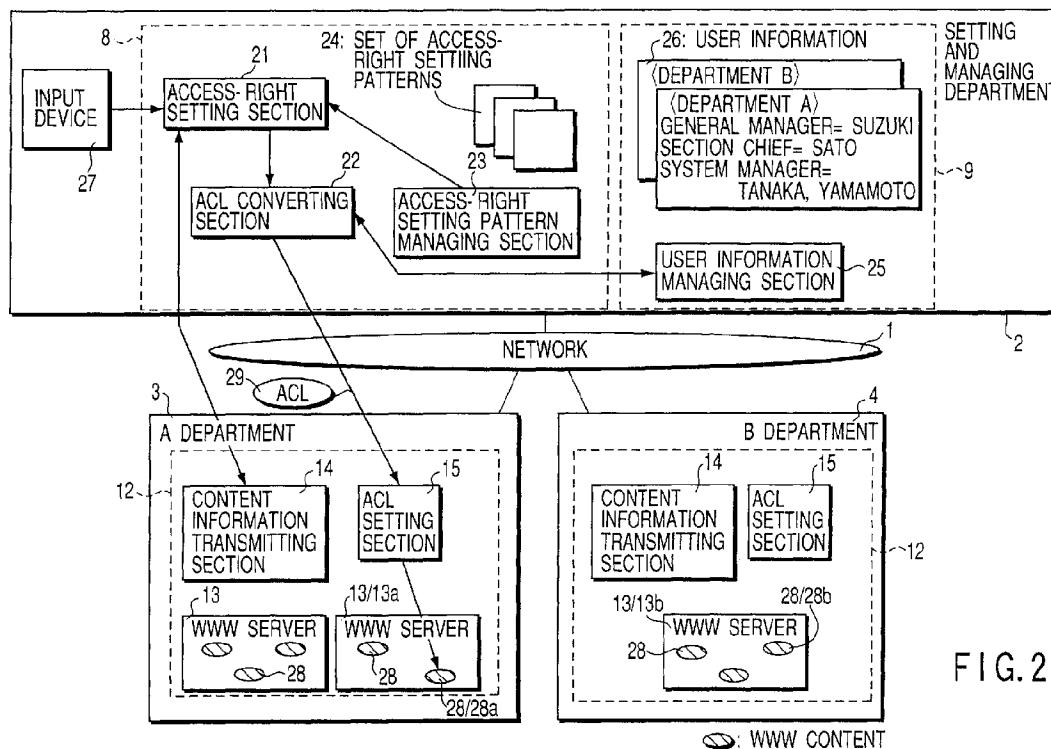 8
24: SET OF ACCESS-
RIGHT SETTIING
PATTERNS
26: USER INFORMATION
SETTING
AND
MANAGING
DEPARTMENT
INPUT
DEVICE
27
21
ACCESS-RIGHT
SETTING SECTION
22
ACL CONVERTING
SECTION
23
ACCESS-RIGHT
SETTING PATTERN
MANAGING SECTION
〈DEPARTMENT B〉
〈DEPARTMENT A〉
GENERAL MANAGER= SUZUKI
SECTION CHIEF= SATO
SYSTEM MANAGER=
TANAKA, YAMAMOTO
9
USER INFORMATION
MANAGING SECTION
25
2
NETWORK
1
29
ACL
3
A DEPARTMENT
12
14
CONTENT
INFORMATION
TRANSMITTING
SECTION
15
ACL
SETTING
SECTION
13
WWW SERVER
28
13/13a
WWW SERVER
28
28/28a
4
B DEPARTMENT
14
CONTENT
INFORMATION
TRANSMITTING
SECTION
15
ACL
SETTING
SECTION
12
13/13b
WWW SERVER
28
28/28b
FIG. 2
: WWW CONTENT